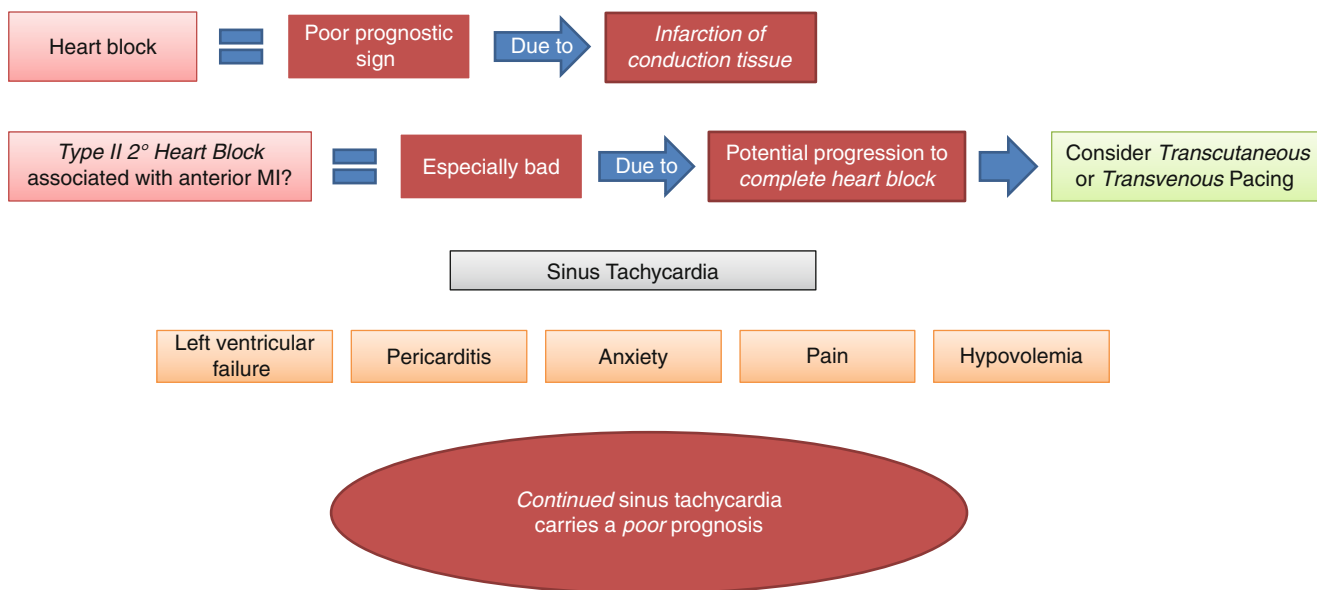 Heart block
Poor prognostic
sign
Due to
Infarction of
conduction tissue
Type II 2° Heart Block
associated with anterior MI?
Especially bad
Due to
Potential progression to
complete heart block
Consider Transcutaneous
or Transvenous Pacing
Sinus Tachycardia
Left ventricular
failure
Pericarditis
Anxiety
Pain
Hypovolemia
Continued sinus tachycardia
carries a poor prognosis